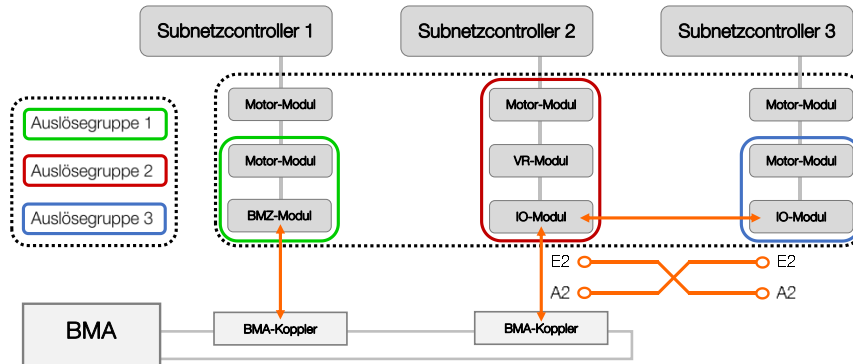 Subnetzcontroller 1
Subnetzcontroller 2
Subnetzcontroller 3
Auslösegruppe 1
Auslösegruppe 2
Auslösegruppe 3
Motor-Modul
Motor-Modul
Motor-Modul
Motor-Modul
VR-Modul
Motor-Modul
BMZ-Modul
IO-Modul
IO-Modul
E2
E2
A2
A2
BMA
BMA-Koppler
BMA-Koppler